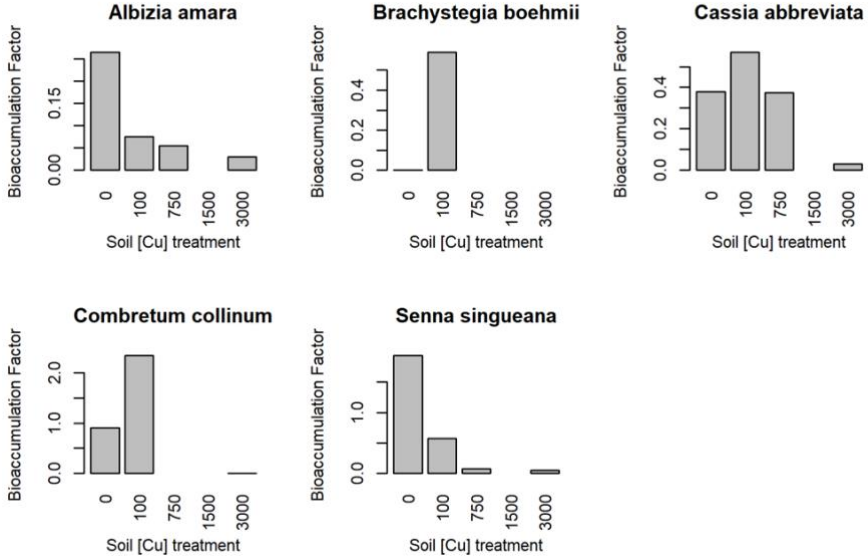 Albizia amara
Bioaccumulation Factor
0.15
0.00
0
100
750
1500
3000
Soil [Cu] treatment
Brachystegia boehmii
Bioaccumulation Factor
0.4
0.2
0.0
0
100
750
1500
3000
Soil [Cu] treatment
Cassia abbreviata
Bioaccumulation Factor
0.4
0.2
0.0
0
100
750
1500
3000
Soil [Cu] treatment
Combretum collinum
Bioaccumulation Factor
2.0
1.0
0.0
0
100
750
1500
3000
Soil [Cu] treatment
Senna singueana
Bioaccumulation Factor
1.0
0.0
0
100
750
1500
3000
Soil [Cu] treatment